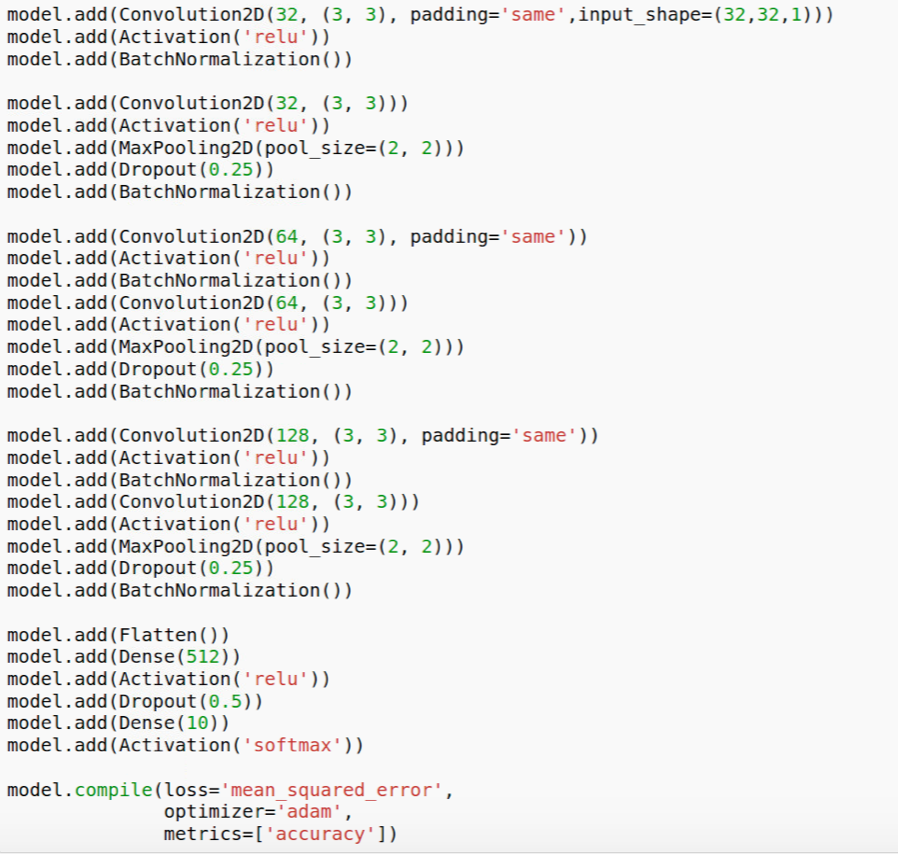 model.add(Convolution2D(32, (3, 3), padding='same',input_shape=(32,32,1)))
model.add(Activation('relu'))
model.add(BatchNormalization())

model.add(Convolution2D(32, (3, 3)))
model.add(Activation('relu'))
model.add(MaxPooling2D(pool_size=(2, 2)))
model.add(Dropout(0.25))
model.add(BatchNormalization())

model.add(Convolution2D(64, (3, 3), padding='same'))
model.add(Activation('relu'))
model.add(BatchNormalization())
model.add(Convolution2D(64, (3, 3)))
model.add(Activation('relu'))
model.add(MaxPooling2D(pool_size=(2, 2)))
model.add(Dropout(0.25))
model.add(BatchNormalization())

model.add(Convolution2D(128, (3, 3), padding='same'))
model.add(Activation('relu'))
model.add(BatchNormalization())
model.add(Convolution2D(128, (3, 3)))
model.add(Activation('relu'))
model.add(MaxPooling2D(pool_size=(2, 2)))
model.add(Dropout(0.25))
model.add(BatchNormalization())

model.add(Flatten())
model.add(Dense(512))
model.add(Activation('relu'))
model.add(Dropout(0.5))
model.add(Dense(10))
model.add(Activation('softmax'))

model.compile(loss='mean_squared_error',
              optimizer='adam',
              metrics=['accuracy'])